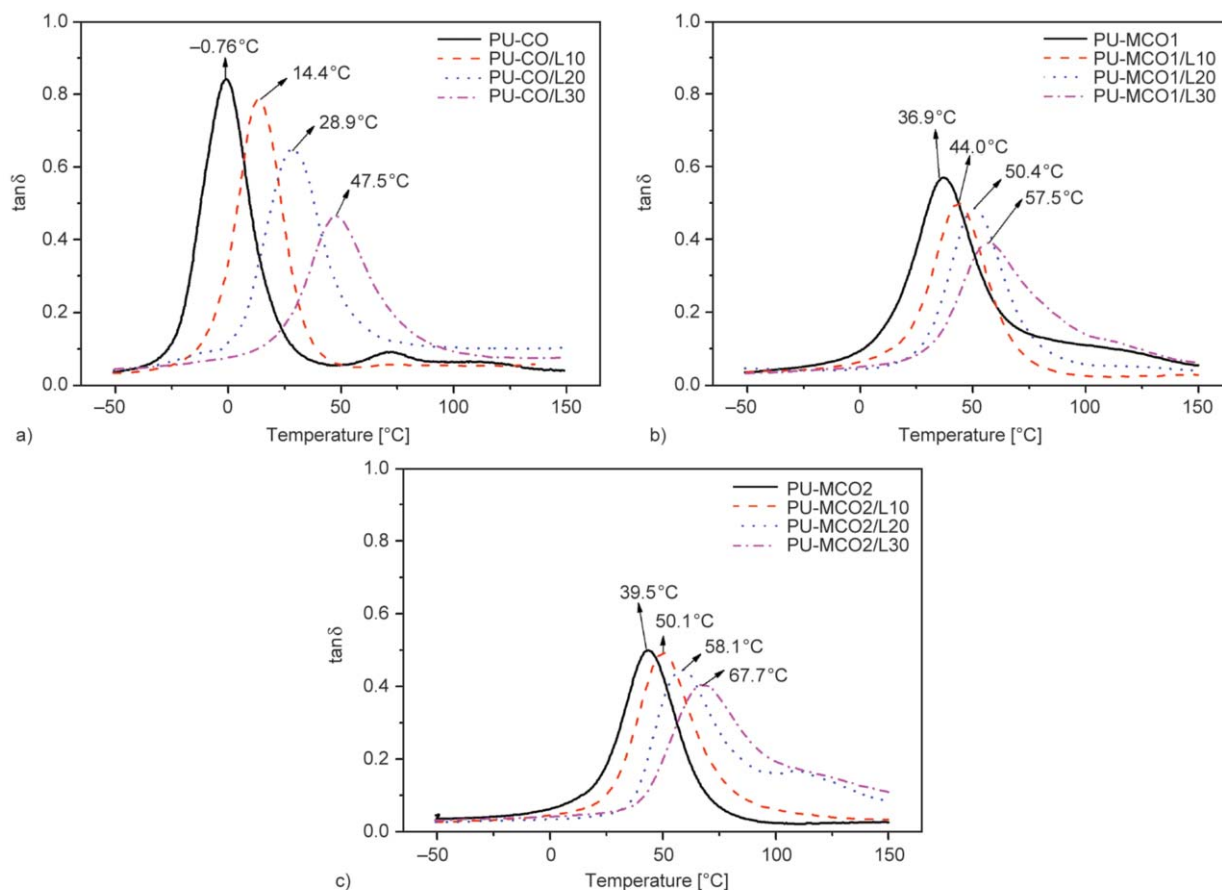 1.0
0.8
0.6
0.4
0.2
0.0
tanδ
–0.76°C
14.4°C
28.9°C
47.5°C
PU-CO
PU-CO/L10
PU-CO/L20
PU-CO/L30
–50
0
50
100
150
Temperature [°C]
a)
1.0
0.8
0.6
0.4
0.2
0.0
tanδ
36.9°C
44.0°C
50.4°C
57.5°C
PU-MCO1
PU-MCO1/L10
PU-MCO1/L20
PU-MCO1/L30
–50
0
50
100
150
Temperature [°C]
b)
1.0
0.8
0.6
0.4
0.2
0.0
tanδ
39.5°C
50.1°C
58.1°C
67.7°C
PU-MCO2
PU-MCO2/L10
PU-MCO2/L20
PU-MCO2/L30
–50
0
50
100
150
Temperature [°C]
c)